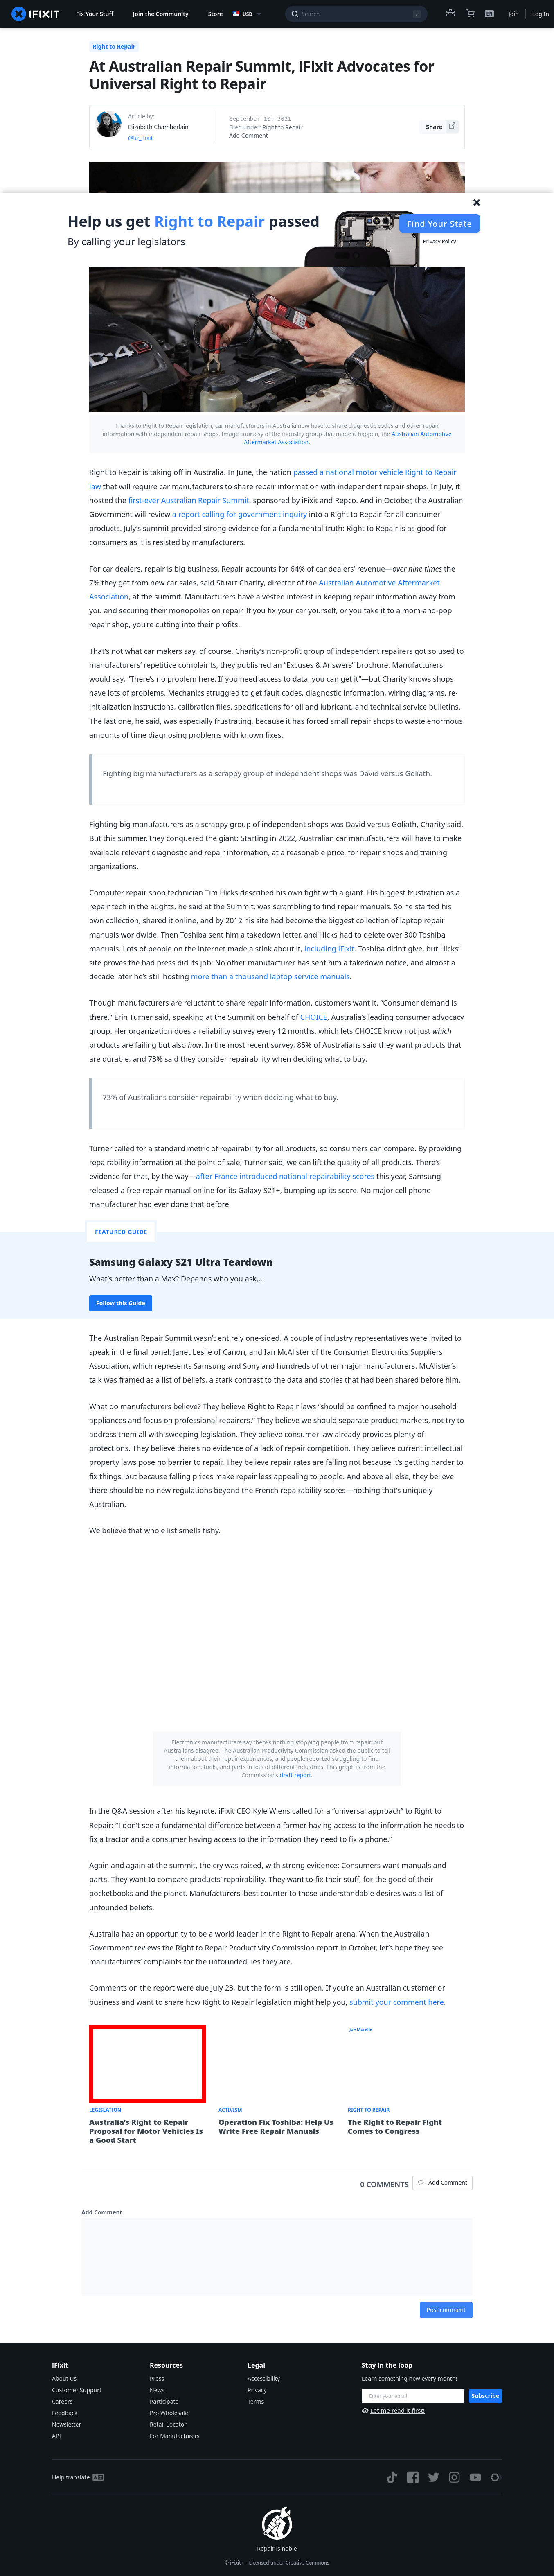 IFIXIT
Fix Your Stuff
Join the Community
Store
USD
Search
/
EN
Join
Log In
Right to Repair
At Australian Repair Summit, iFixit Advocates for
Universal Right to Repair
Article by:
Elizabeth Chamberlain
@liz_ifixit
September 10, 2021
Filed under: Right to Repair
Add Comment
Share
Help us get Right to Repair passed
By calling your legislators
Find Your State
Privacy Policy
Thanks to Right to Repair legislation, car manufacturers in Australia now have to share diagnostic codes and other repair
information with independent repair shops. Image courtesy of the industry group that made it happen, the Australian Automotive
Aftermarket Association.
Right to Repair is taking off in Australia. In June, the nation passed a national motor vehicle Right to Repair
law that will require car manufacturers to share repair information with independent repair shops. In July, it
hosted the first-ever Australian Repair Summit, sponsored by iFixit and Repco. And in October, the Australian
Government will review a report calling for government inquiry into a Right to Repair for all consumer
products. July's summit provided strong evidence for a fundamental truth: Right to Repair is as good for
consumers as it is resisted by manufacturers.
For car dealers, repair is big business. Repair accounts for 64% of car dealers' revenue—over nine times the
7% they get from new car sales, said Stuart Charity, director of the Australian Automotive Aftermarket
Association, at the summit. Manufacturers have a vested interest in keeping repair information away from
you and securing their monopolies on repair. If you fix your car yourself, or you take it to a mom-and-pop
repair shop, you're cutting into their profits.
That's not what car makers say, of course. Charity's non-profit group of independent repairers got so used to
manufacturers' repetitive complaints, they published an "Excuses & Answers" brochure. Manufacturers
would say, "There's no problem here. If you need access to data, you can get it"—but Charity knows shops
have lots of problems. Mechanics struggled to get fault codes, diagnostic information, wiring diagrams, re-
initialization instructions, calibration files, specifications for oil and lubricant, and technical service bulletins.
The last one, he said, was especially frustrating, because it has forced small repair shops to waste enormous
amounts of time diagnosing problems with known fixes.
Fighting big manufacturers as a scrappy group of independent shops was David versus Goliath.
Fighting big manufacturers as a scrappy group of independent shops was David versus Goliath, Charity said.
But this summer, they conquered the giant: Starting in 2022, Australian car manufacturers will have to make
available relevant diagnostic and repair information, at a reasonable price, for repair shops and training
organizations.
Computer repair shop technician Tim Hicks described his own fight with a giant. His biggest frustration as a
repair tech in the aughts, he said at the Summit, was scrambling to find repair manuals. So he started his
own collection, shared it online, and by 2012 his site had become the biggest collection of laptop repair
manuals worldwide. Then Toshiba sent him a takedown letter, and Hicks had to delete over 300 Toshiba
manuals. Lots of people on the internet made a stink about it, including iFixit. Toshiba didn't give, but Hicks'
site proves the bad press did its job: No other manufacturer has sent him a takedown notice, and almost a
decade later he's still hosting more than a thousand laptop service manuals.
Though manufacturers are reluctant to share repair information, customers want it. "Consumer demand is
there," Erin Turner said, speaking at the Summit on behalf of CHOICE, Australia's leading consumer advocacy
group. Her organization does a reliability survey every 12 months, which lets CHOICE know not just which
products are failing but also how. In the most recent survey, 85% of Australians said they want products that
are durable, and 73% said they consider repairability when deciding what to buy.
73% of Australians consider repairability when deciding what to buy.
Turner called for a standard metric of repairability for all products, so consumers can compare. By providing
repairability information at the point of sale, Turner said, we can lift the quality of all products. There's
evidence for that, by the way—after France introduced national repairability scores this year, Samsung
released a free repair manual online for its Galaxy S21+, bumping up its score. No major cell phone
manufacturer had ever done that before.
FEATURED GUIDE
Samsung Galaxy S21 Ultra Teardown
What's better than a Max? Depends who you ask,...
Follow this Guide
The Australian Repair Summit wasn't entirely one-sided. A couple of industry representatives were invited to
speak in the final panel: Janet Leslie of Canon, and Ian McAlister of the Consumer Electronics Suppliers
Association, which represents Samsung and Sony and hundreds of other major manufacturers. McAlister's
talk was framed as a list of beliefs, a stark contrast to the data and stories that had been shared before him.
What do manufacturers believe? They believe Right to Repair laws "should be confined to major household
appliances and focus on professional repairers." They believe we should separate product markets, not try to
address them all with sweeping legislation. They believe consumer law already provides plenty of
protections. They believe there's no evidence of a lack of repair competition. They believe current intellectual
property laws pose no barrier to repair. They believe repair rates are falling not because it's getting harder to
fix things, but because falling prices make repair less appealing to people. And above all else, they believe
there should be no new regulations beyond the French repairability scores—nothing that's uniquely
Australian.
We believe that whole list smells fishy.
Electronics manufacturers say there's nothing stopping people from repair, but
Australians disagree. The Australian Productivity Commission asked the public to tell
them about their repair experiences, and people reported struggling to find
information, tools, and parts in lots of different industries. This graph is from the
Commission's draft report.
In the Q&A session after his keynote, iFixit CEO Kyle Wiens called for a "universal approach" to Right to
Repair: "I don't see a fundamental difference between a farmer having access to the information he needs to
fix a tractor and a consumer having access to the information they need to fix a phone."
Again and again at the summit, the cry was raised, with strong evidence: Consumers want manuals and
parts. They want to compare products' repairability. They want to fix their stuff, for the good of their
pocketbooks and the planet. Manufacturers' best counter to these understandable desires was a list of
unfounded beliefs.
Australia has an opportunity to be a world leader in the Right to Repair arena. When the Australian
Government reviews the Right to Repair Productivity Commission report in October, let's hope they see
manufacturers' complaints for the unfounded lies they are.
Comments on the report were due July 23, but the form is still open. If you're an Australian customer or
business and want to share how Right to Repair legislation might help you, submit your comment here.
Joe Morelle
LEGISLATION
Australia's Right to Repair
Proposal for Motor Vehicles Is
a Good Start
ACTIVISM
Operation Fix Toshiba: Help Us
Write Free Repair Manuals
RIGHT TO REPAIR
The Right to Repair Fight
Comes to Congress
0 COMMENTS
Add Comment
Add Comment
Post comment
iFixit
About Us
Customer Support
Careers
Feedback
Newsletter
API
Resources
Press
News
Participate
Pro Wholesale
Retail Locator
For Manufacturers
Legal
Accessibility
Privacy
Terms
Stay in the loop
Learn something new every month!
Enter your email
Subscribe
Let me read it first!
Help translate
Repair is noble
© iFixit — Licensed under Creative Commons